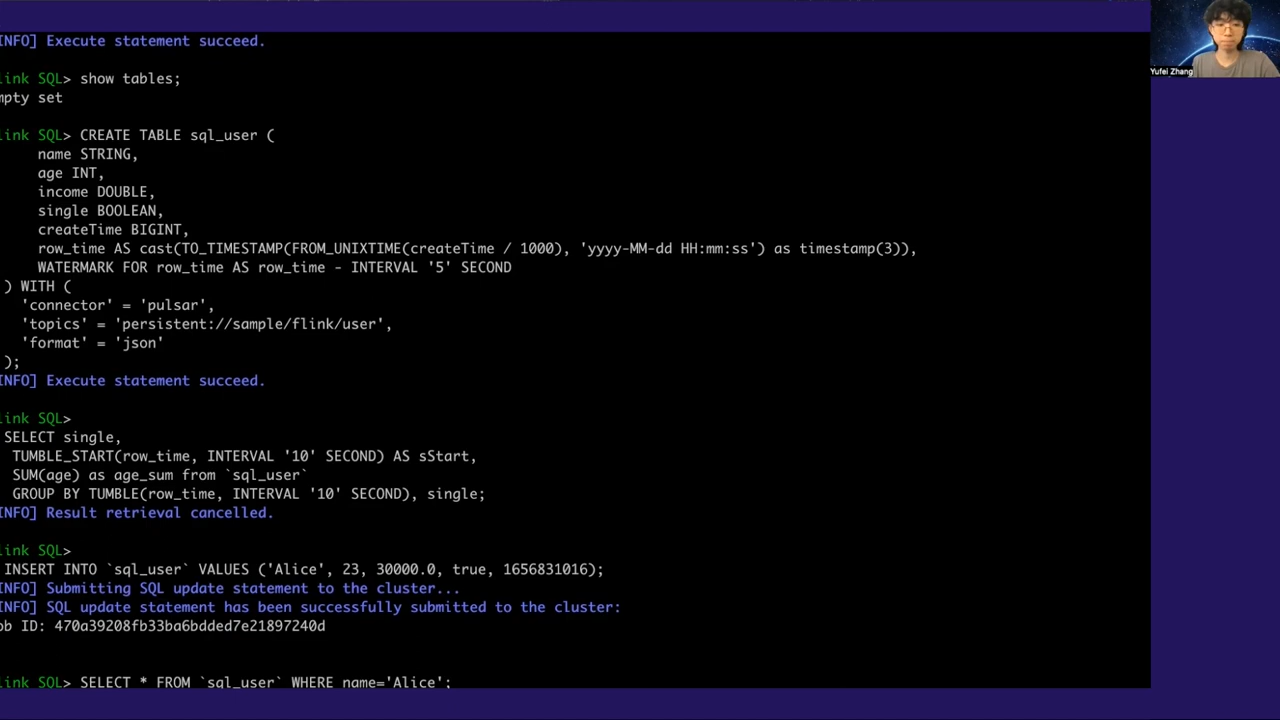 INFO] Execute statement succeed.
link SQL> show tables;
mpty set
link SQL> CREATE TABLE sql_user (
name STRING,
age INT,
income DOUBLE,
single BOOLEAN,
createTime BIGINT,
row_time AS cast(TO_TIMESTAMP(FROM_UNIXTIME(createTime / 1000), 'yyyy-MM-dd HH:mm:ss') as timestamp(3)),
WATERMARK FOR row_time AS row_time - INTERVAL '5' SECOND
) WITH (
'connector' = 'pulsar',
'topics' = 'persistent://sample/flink/user',
'format' = 'json'
);
INFO] Execute statement succeed.
link SQL>
SELECT single,
TUMBLE_START(row_time, INTERVAL '10' SECOND) AS sStart,
SUM(age) as age_sum from `sql_user`
GROUP BY TUMBLE(row_time, INTERVAL '10' SECOND), single;
INFO] Result retrieval cancelled.
link SQL>
INSERT INTO `sql_user` VALUES ('Alice', 23, 30000.0, true, 1656831016);
INFO] Submitting SQL update statement to the cluster...
INFO] SQL update statement has been successfully submitted to the cluster:
ob ID: 470a39208fb33ba6bdded7e21897240d
link SQL> SELECT * FROM `sql_user` WHERE name='Alice';
Yufei Zhang